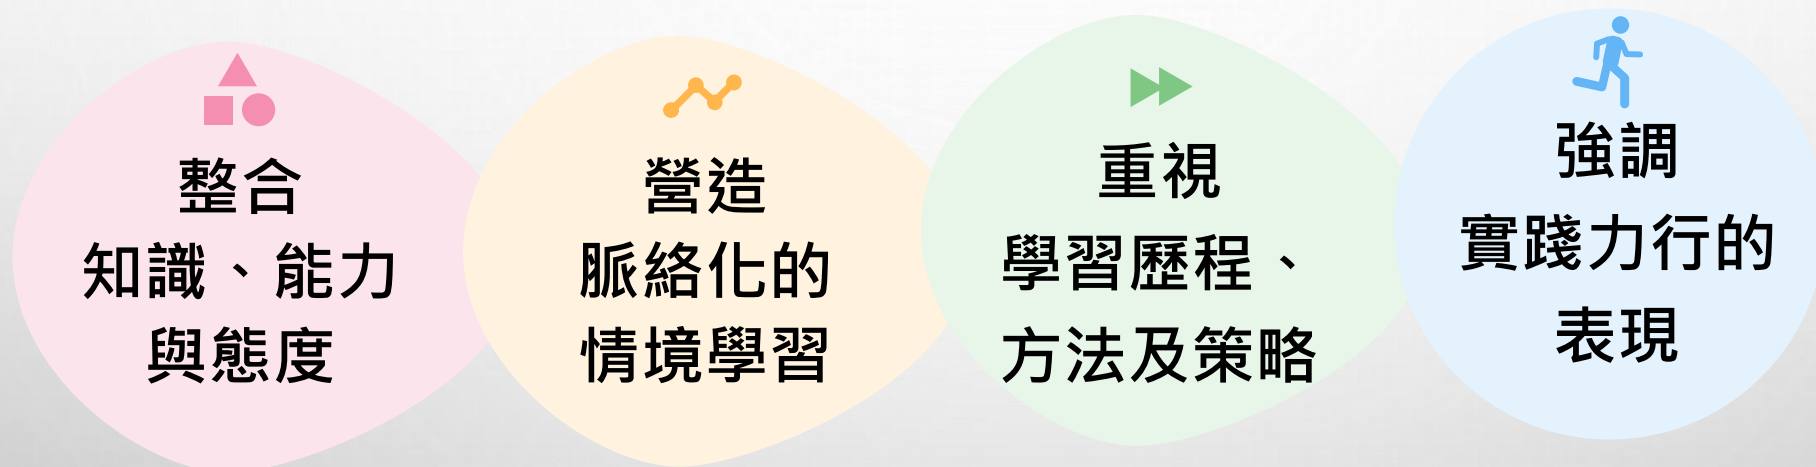 整合
知識、能力
與態度
營造
脈絡化的
情境學習
重視
學習歷程、
方法及策略
強調
實踐力行的
表現